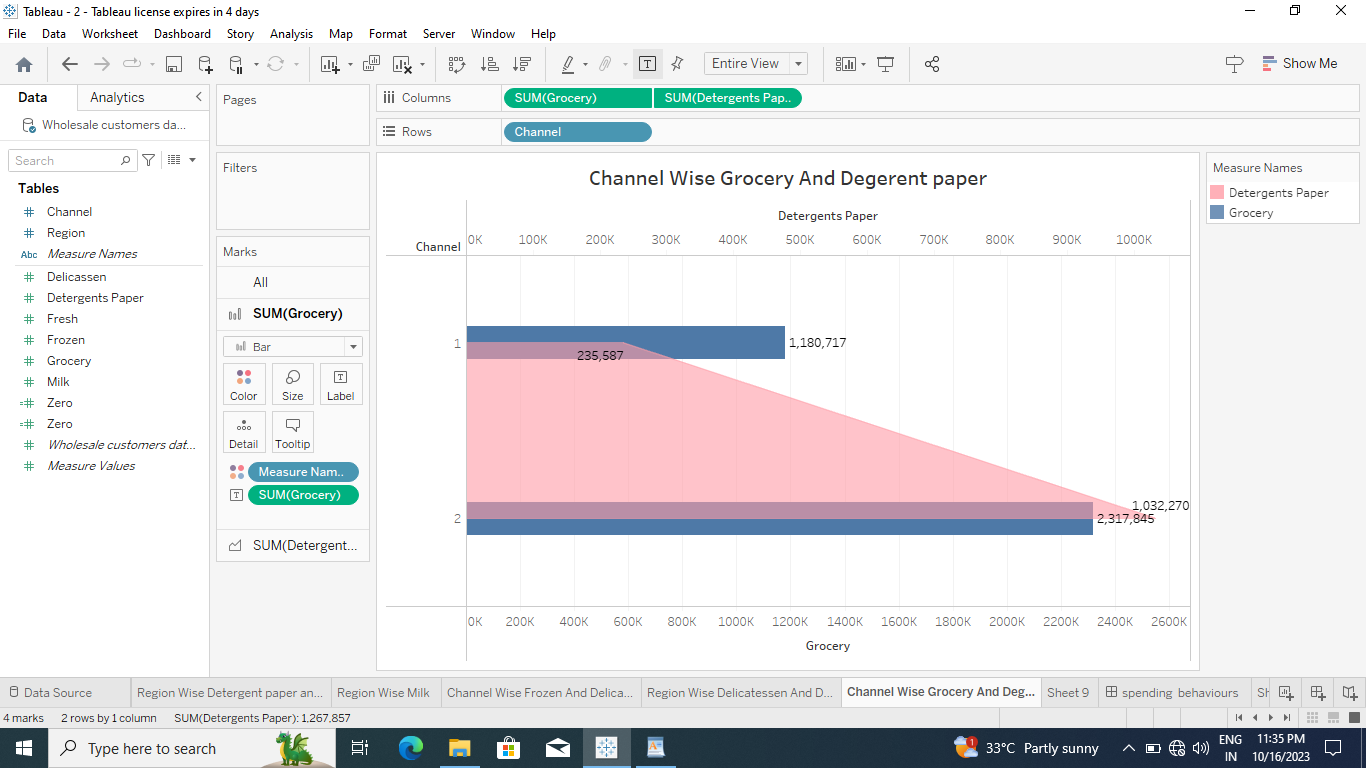 Tableau - 2 - Tableau license expires in 4 days
File Data Worksheet Dashboard Story Analysis Map Format Server Window Help
Entire View
Show Me
Data Analytics
Wholesale customers da...
Search
Tables
Channel
Region
Abc Measure Names
Delicassen
Detergents Paper
Fresh
Frozen
Grocery
Milk
Zero
Zero
Wholesale customers dat...
Measure Values
Pages
Filters
Marks
All
SUM(Grocery)
Bar
Color Size Label
Detail Tooltip
Measure Nam..
SUM(Grocery)
SUM(Detergent...
Columns SUM(Grocery) SUM(Detergents Pap..
Rows Channel
Channel Wise Grocery And Degerent paper
Detergents Paper
Channel
0K 100K 200K 300K 400K 500K 600K 700K 800K 900K 1000K
1 1,180,717
235,587
1,032,270
2 2,317,845
0K 200K 400K 600K 800K 1000K 1200K 1400K 1600K 1800K 2000K 2200K 2400K 2600K
Grocery
Measure Names
Detergents Paper
Grocery
Data Source Region Wise Detergent paper an... Region Wise Milk Channel Wise Frozen And Delica... Region Wise Delicatessen And D... Channel Wise Grocery And Deg... Sheet 9 spending behaviours Sh
4 marks 2 rows by 1 column SUM(Detergents Paper): 1,267,857
Type here to search
1 33°C Partly sunny
ENG
IN
11:35 PM
10/16/2023